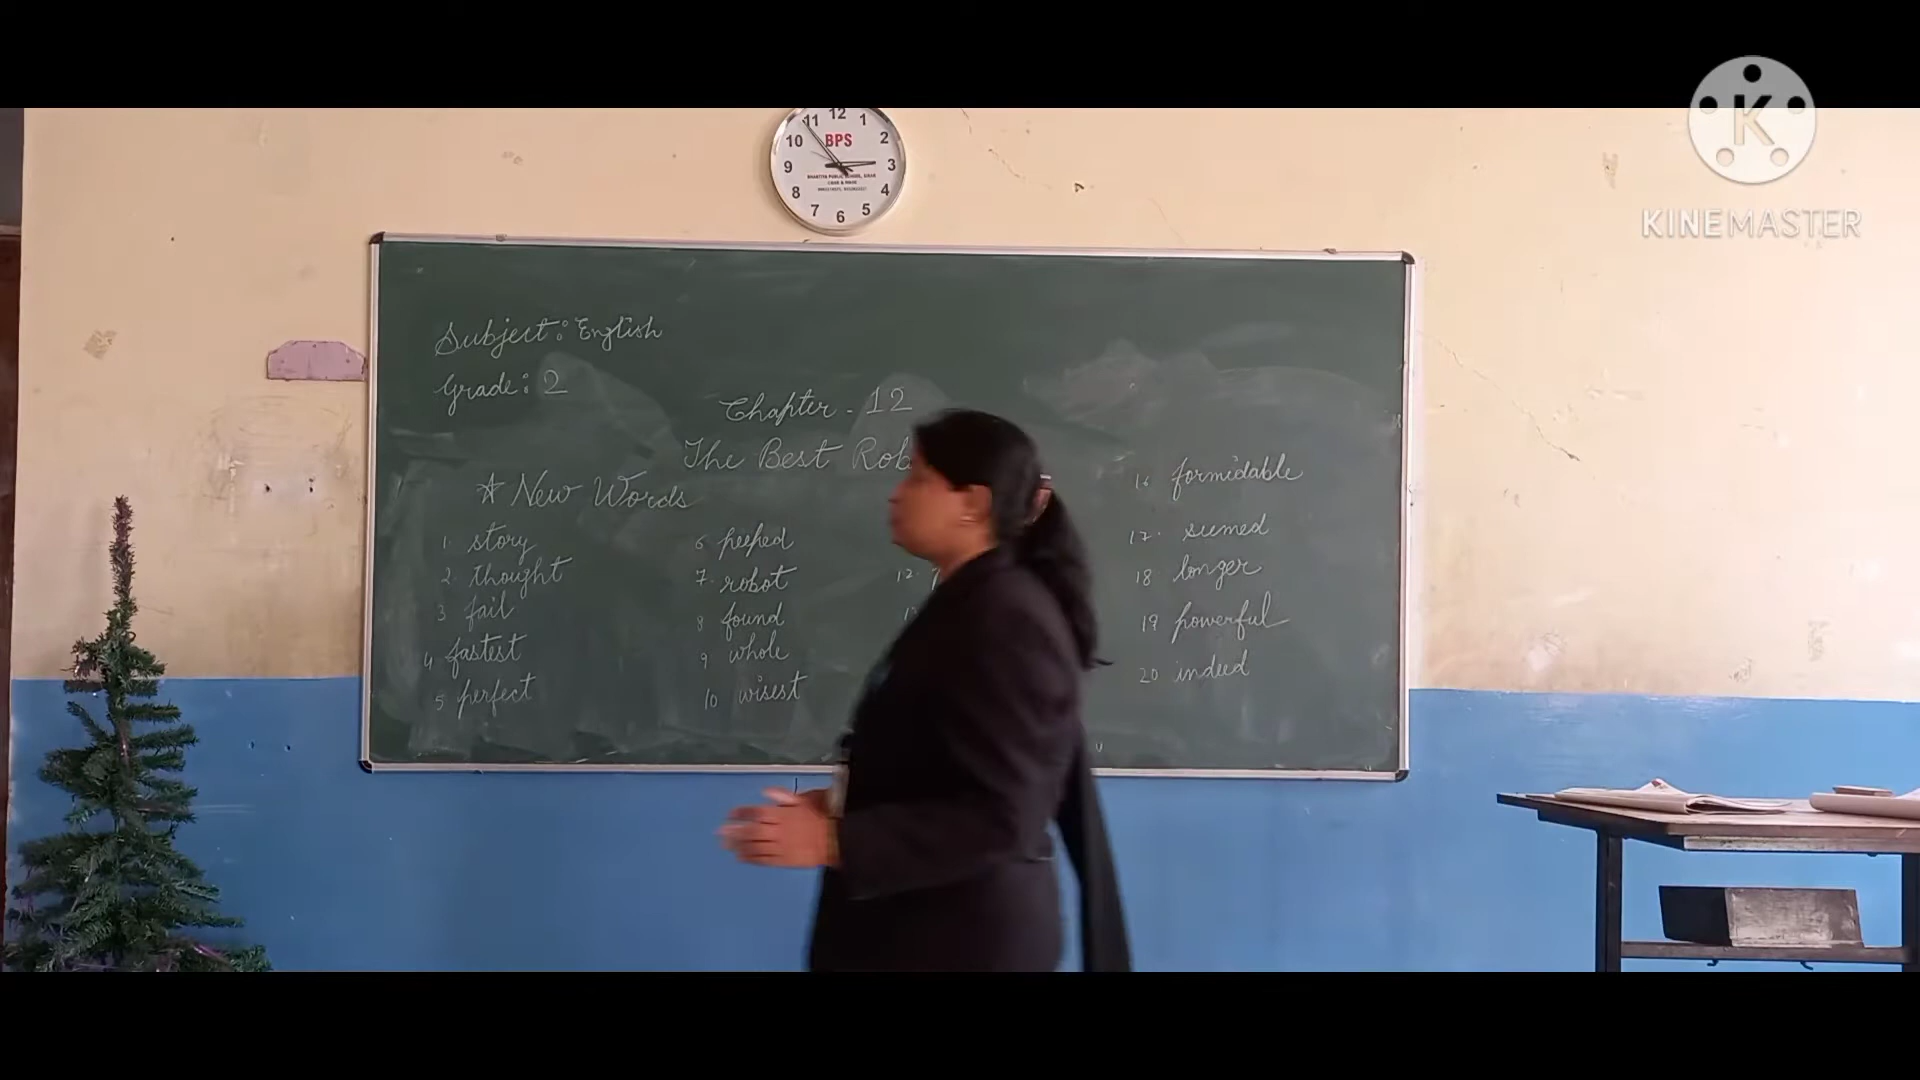 11 12 1
10 BPS 2
9 3
8 4
7 6 5
KINEMASTER
Subject: English
Grade: 2
Chapter - 12
The Best
* New Words
1. story
2. thought
3 fail
4 fastest
5 perfect
6 peeped
7. robot
8 found
9 whole
10 wisest
12.
16 formidable
17. seemed
18 longer
19 powerful
20 indeed